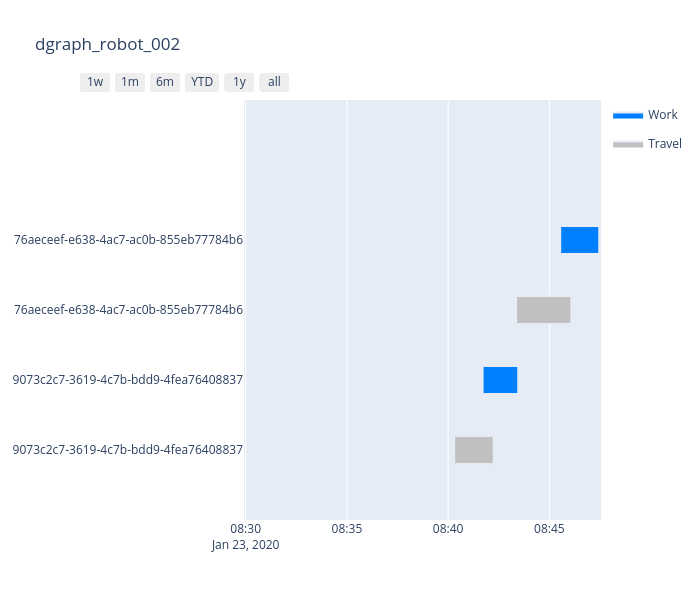 dgraph_robot_002
1w 1m 6m YTD 1y all
Work
Travel
76aeceef-e638-4ac7-ac0b-855eb77784b6
76aeceef-e638-4ac7-ac0b-855eb77784b6
9073c2c7-3619-4c7b-bdd9-4fea76408837
9073c2c7-3619-4c7b-bdd9-4fea76408837
08:30 08:35 08:40 08:45
Jan 23, 2020